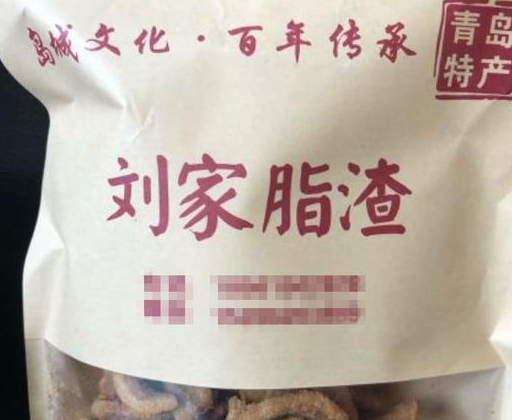 岛城文化·百年传承
青岛
特产
刘家脂渣